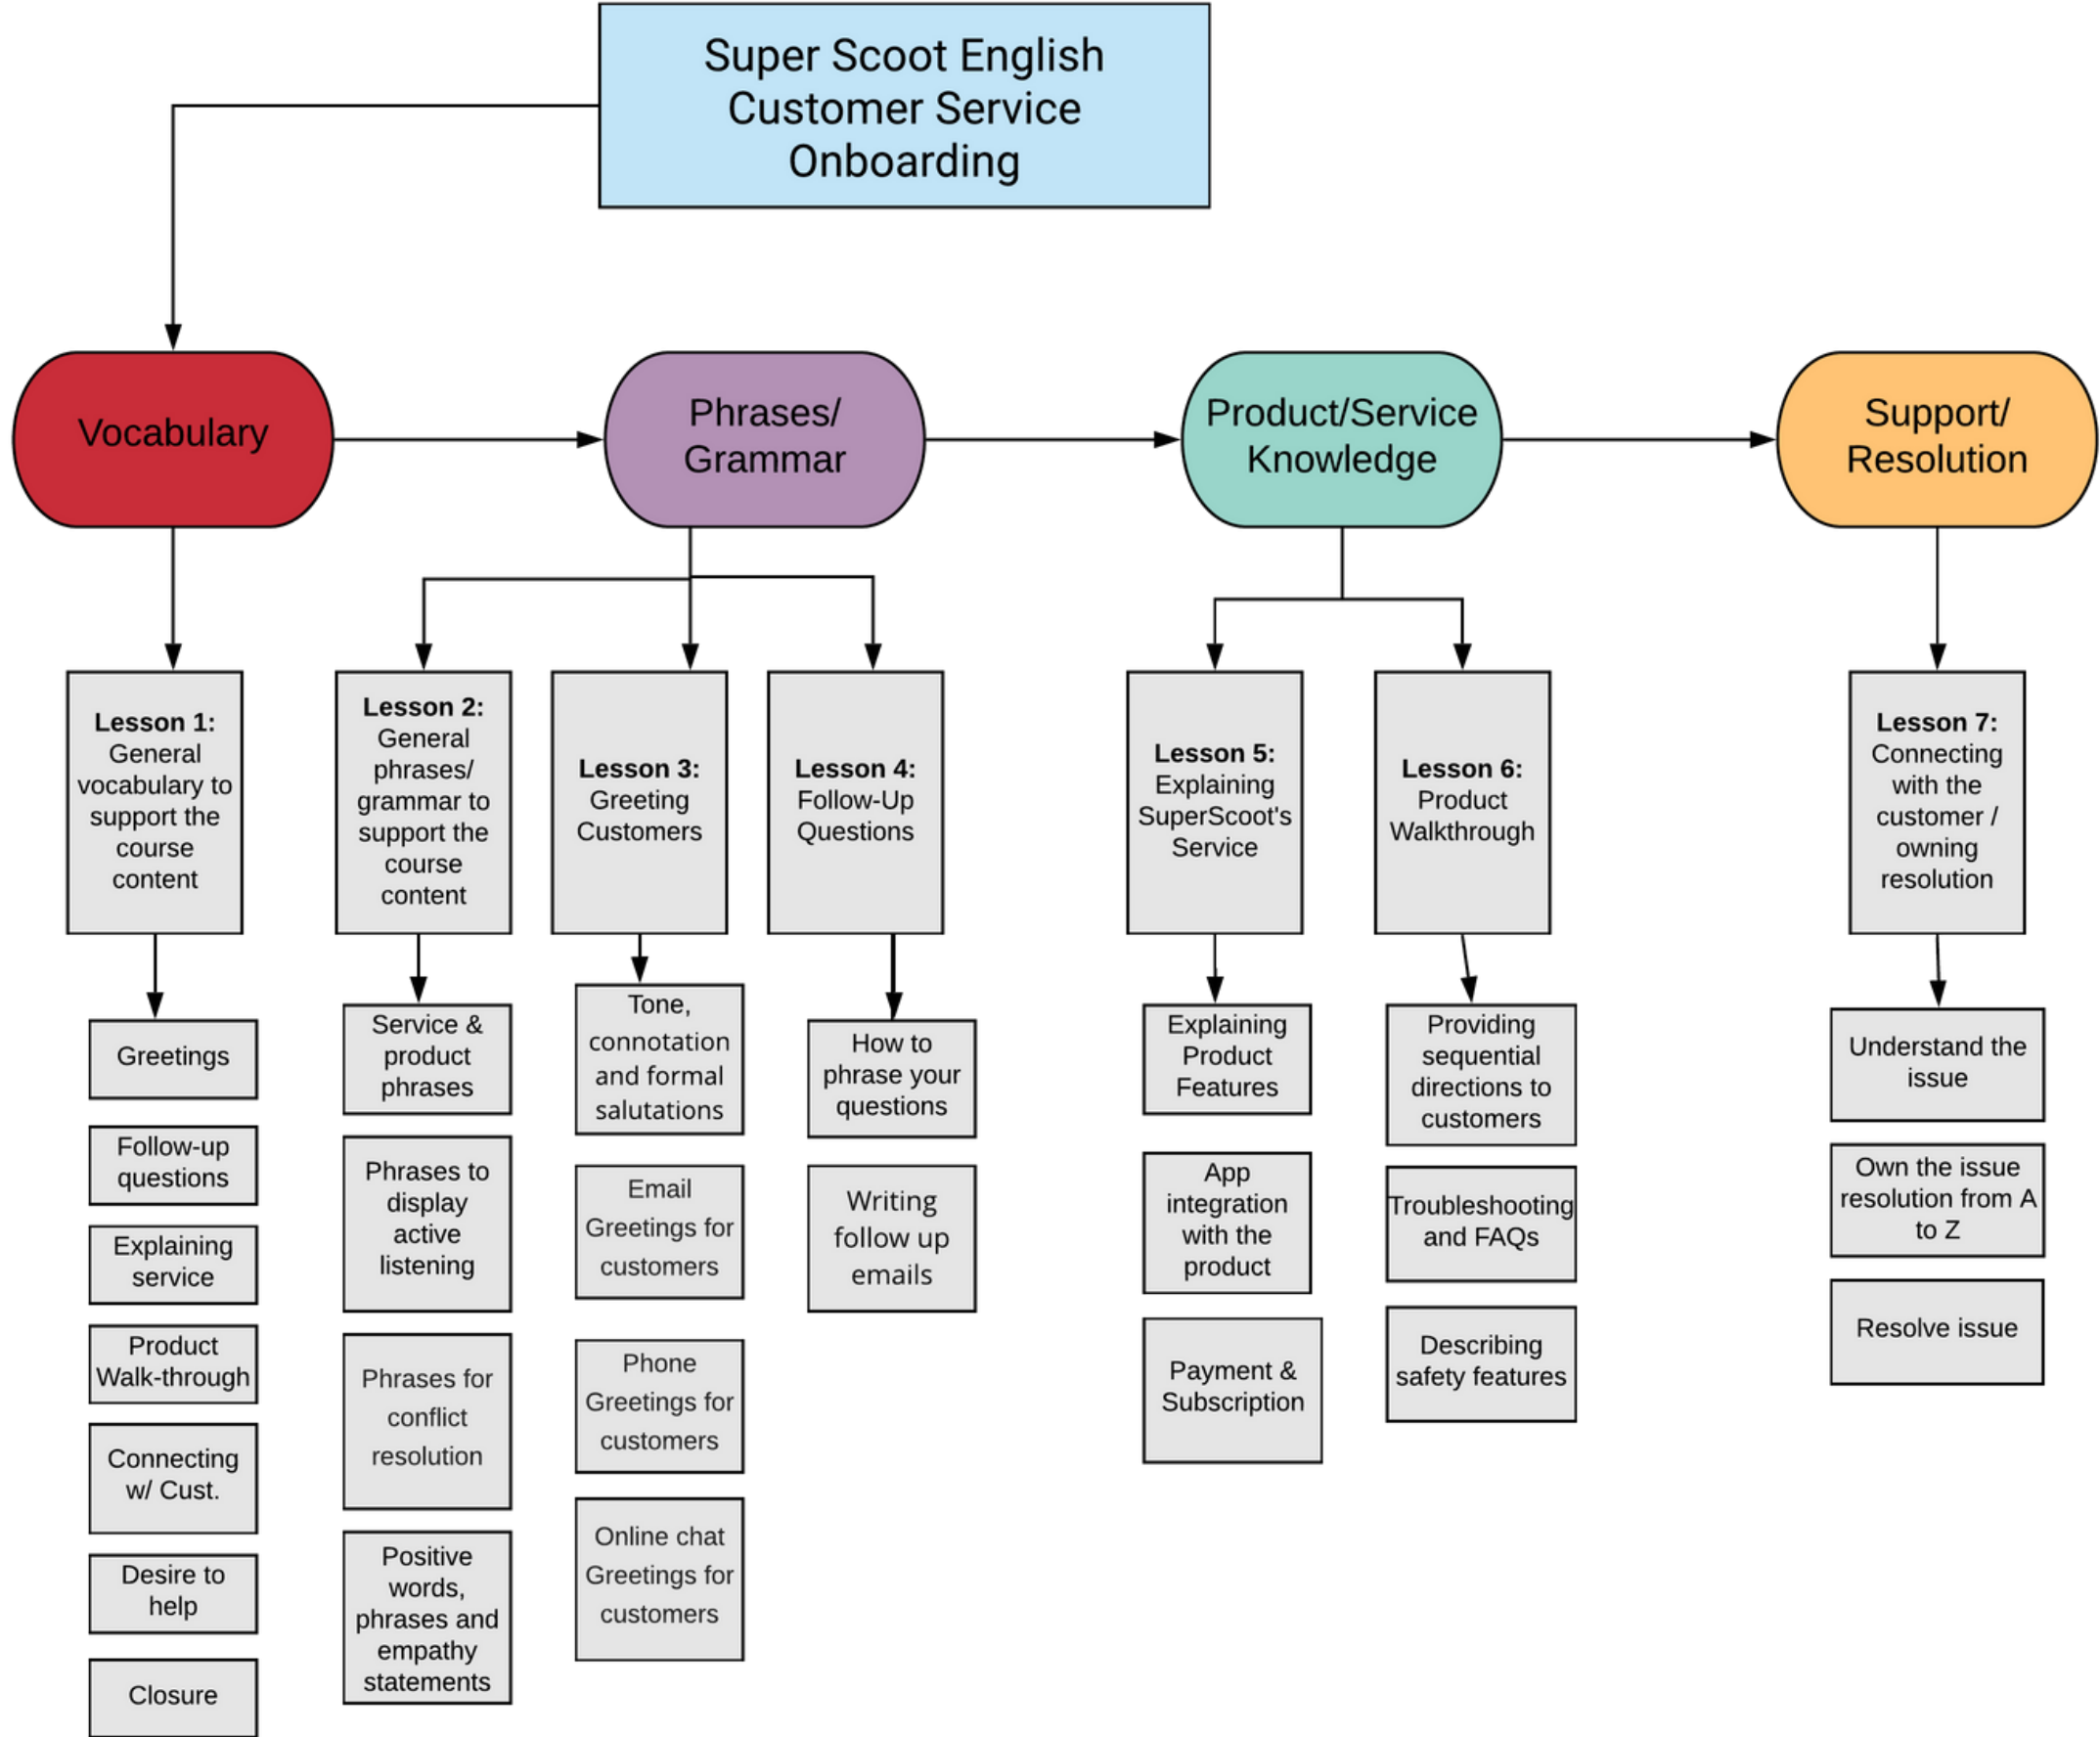 Super Scoot English
Customer Service
Onboarding
Vocabulary
Phrases/
Grammar
Product/Service
Knowledge
Support/
Resolution
Lesson 1:
General
vocabulary to
support the
course
content
Lesson 2:
General
phrases/
grammar to
support the
course
content
Lesson 3:
Greeting
Customers
Lesson 4:
Follow-Up
Questions
Lesson 5:
Explaining
SuperScoot's
Service
Lesson 6:
Product
Walkthrough
Lesson 7:
Connecting
with the
customer /
owning
resolution
Greetings
Follow-up
questions
Explaining
service
Product
Walk-through
Connecting
w/ Cust.
Desire to
help
Closure
Service &
product
phrases
Phrases to
display
active
listening
Phrases for
conflict
resolution
Positive
words,
phrases and
empathy
statements
Tone,
connotation
and formal
salutations
Email
Greetings for
customers
Phone
Greetings for
customers
Online chat
Greetings for
customers
How to
phrase your
questions
Writing
follow up
emails
Explaining
Product
Features
App
integration
with the
product
Payment &
Subscription
Providing
sequential
directions to
customers
Troubleshooting
and FAQs
Describing
safety features
Understand the
issue
Own the issue
resolution from A
to Z
Resolve issue